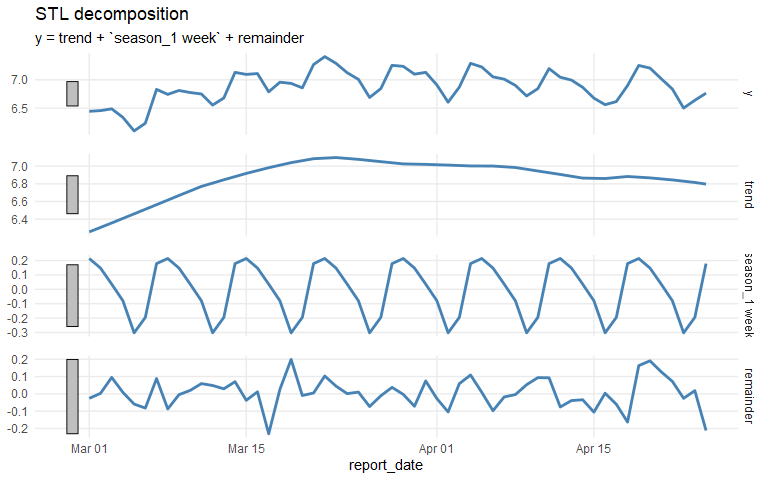 STL decomposition
y = trend + `season_1 week` + remainder
7.0
6.5
y
7.0
6.8
6.6
6.4
trend
0.2
0.1
0.0
-0.1
-0.2
-0.3
season_1 week
0.2
0.1
0.0
-0.1
-0.2
remainder
Mar 01
Mar 15
Apr 01
Apr 15
report_date